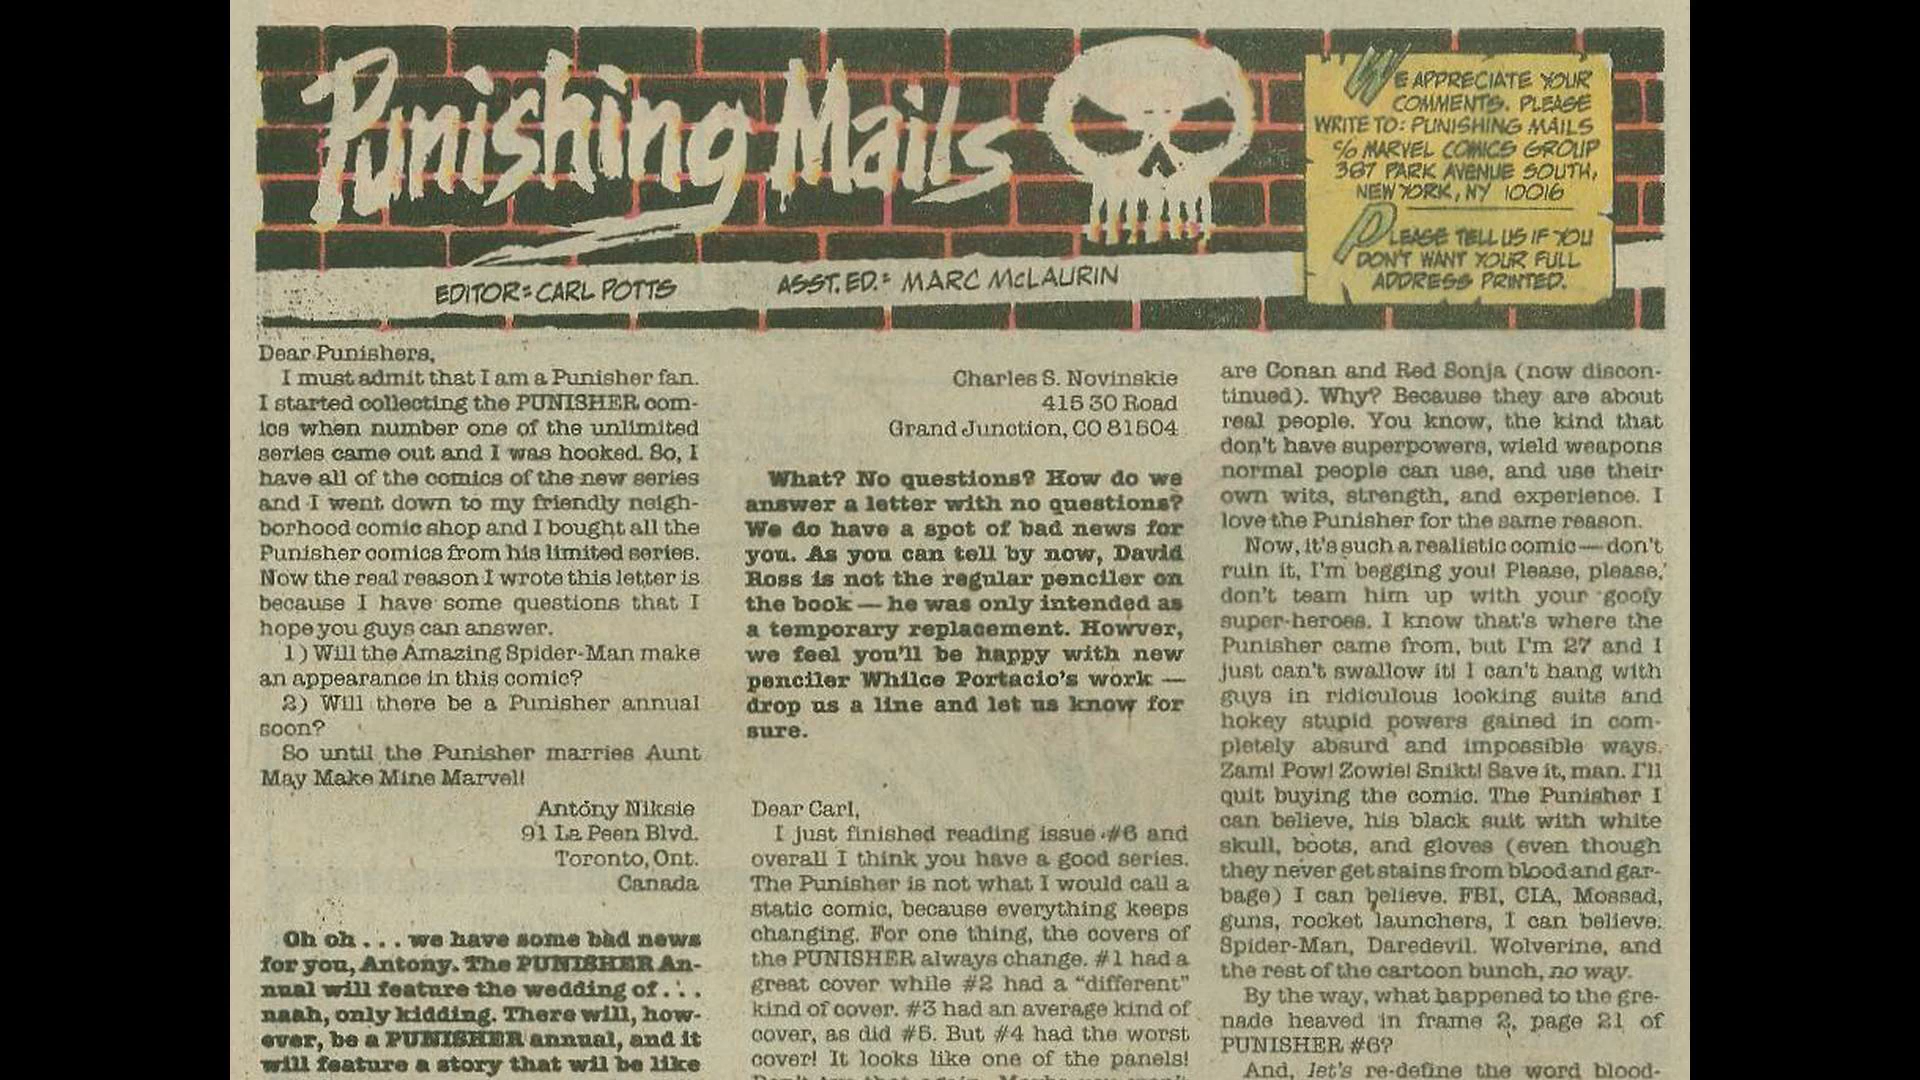 Punishing Mails
EDITOR: CARL POTTS
ASST. ED.: MARC McLAURIN
WE APPRECIATE YOUR
COMMENTS. PLEASE
WRITE TO: PUNISHING MAILS
c/o MARVEL COMICS GROUP
387 PARK AVENUE SOUTH,
NEW YORK, NY 10016
PLEASE TELL US IF YOU
DON'T WANT YOUR FULL
ADDRESS PRINTED.
Dear Punishers,
I must admit that I am a Punisher fan.
I started collecting the PUNISHER com-
ics when number one of the unlimited
series came out and I was hooked. So, I
have all of the comics of the new series
and I went down to my friendly neigh-
borhood comic shop and I bought all the
Punisher comics from his limited series.
Now the real reason I wrote this letter is
because I have some questions that I
hope you guys can answer.
1) Will the Amazing Spider-Man make
an appearance in this comic?
2) Will there be a Punisher annual
soon?
So until the Punisher marries Aunt
May Make Mine Marvel!
Antony Niksie
91 La Peen Blvd.
Toronto, Ont.
Canada
Oh oh . . . we have some bad news
for you, Antony. The PUNISHER An-
nual will feature the wedding of . . .
naah, only kidding. There will, how-
ever, be a PUNISHER annual, and it
will feature a story that wil be like
Charles S. Novinskie
415 30 Road
Grand Junction, CO 81504
What? No questions? How do we
answer a letter with no questions?
We do have a spot of bad news for
you. As you can tell by now, David
Ross is not the regular penciler on
the book — he was only intended as
a temporary replacement. Howver,
we feel you'll be happy with new
penciler Whilce Portacio's work —
drop us a line and let us know for
sure.
Dear Carl,
I just finished reading issue #6 and
overall I think you have a good series.
The Punisher is not what I would call a
static comic, because everything keeps
changing. For one thing, the covers of
the PUNISHER always change. #1 had a
great cover while #2 had a "different"
kind of cover. #3 had an average kind of
cover, as did #5. But #4 had the worst
cover! It looks like one of the panels!
are Conan and Red Sonja (now discon-
tinued). Why? Because they are about
real people. You know, the kind that
don't have superpowers, wield weapons
normal people can use, and use their
own wits, strength, and experience. I
love the Punisher for the same reason.
Now, it's such a realistic comic — don't
ruin it, I'm begging you! Please, please,
don't team him up with your goofy
super-heroes. I know that's where the
Punisher came from, but I'm 27 and I
just can't swallow it! I can't hang with
guys in ridiculous looking suits and
hokey stupid powers gained in com-
pletely absurd and impossible ways.
Zam! Pow! Zowie! Snikt! Save it, man. I'll
quit buying the comic. The Punisher I
can believe, his black suit with white
skull, boots, and gloves (even though
they never get stains from blood and gar-
bage) I can believe. FBI, CIA, Mossad,
guns, rocket launchers, I can believe.
Spider-Man, Daredevil. Wolverine, and
the rest of the cartoon bunch, no way.
By the way, what happened to the gre-
nade heaved in frame 2, page 21 of
PUNISHER #6?
And, let's re-define the word blood-